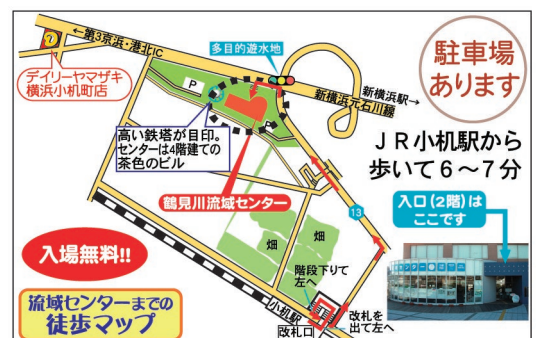 ←第3京浜・港北IC
多目的遊水地
駐車場
あります
デイリーヤマザキ
横浜小机町店
P
新横浜駅→
新横浜元石川線
P
高い鉄塔が目印。
センターは4階建ての
茶色のビル
JR小机駅から
歩いて6〜7分
鶴見川流域センター
13
入口(2階)は
ここです
入場無料!!
畑
畑
階段下りて
左へ
流域センターまでの
徒歩マップ
小机駅
改札口
改札を
出て左へ